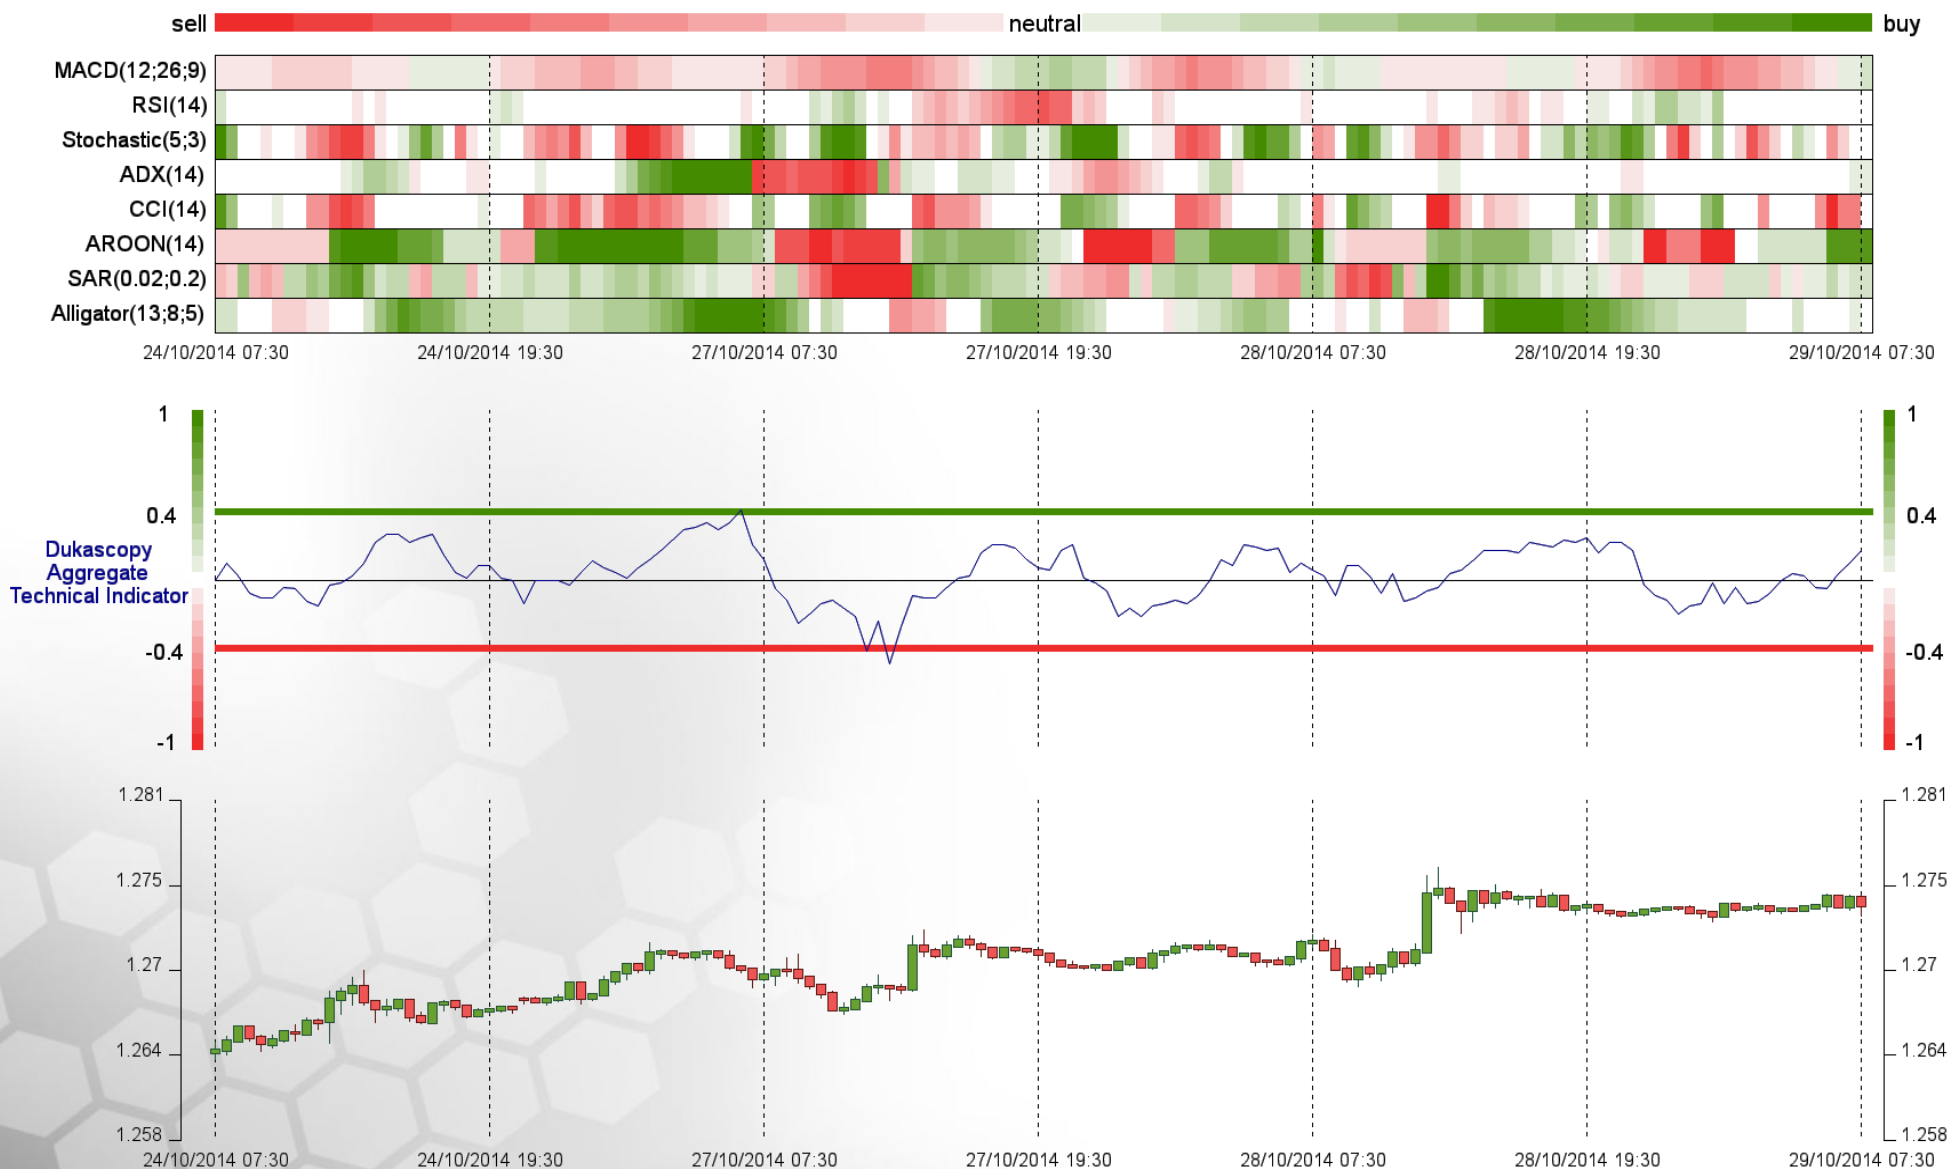 sell neutral buy
MACD(12;26;9)
RSI(14)
Stochastic(5;3)
ADX(14)
CCI(14)
AROON(14)
SAR(0.02;0.2)
Alligator(13;8;5)
24/10/2014 07:30 24/10/2014 19:30 27/10/2014 07:30 27/10/2014 19:30 28/10/2014 07:30 28/10/2014 19:30 29/10/2014 07:30
1 1
0.4 0.4
Dukascopy
Aggregate
Technical Indicator
-0.4 -0.4
-1 -1
1.281 1.281
1.275 1.275
1.27 1.27
1.264 1.264
1.258 1.258
24/10/2014 07:30 24/10/2014 19:30 27/10/2014 07:30 27/10/2014 19:30 28/10/2014 07:30 28/10/2014 19:30 29/10/2014 07:30